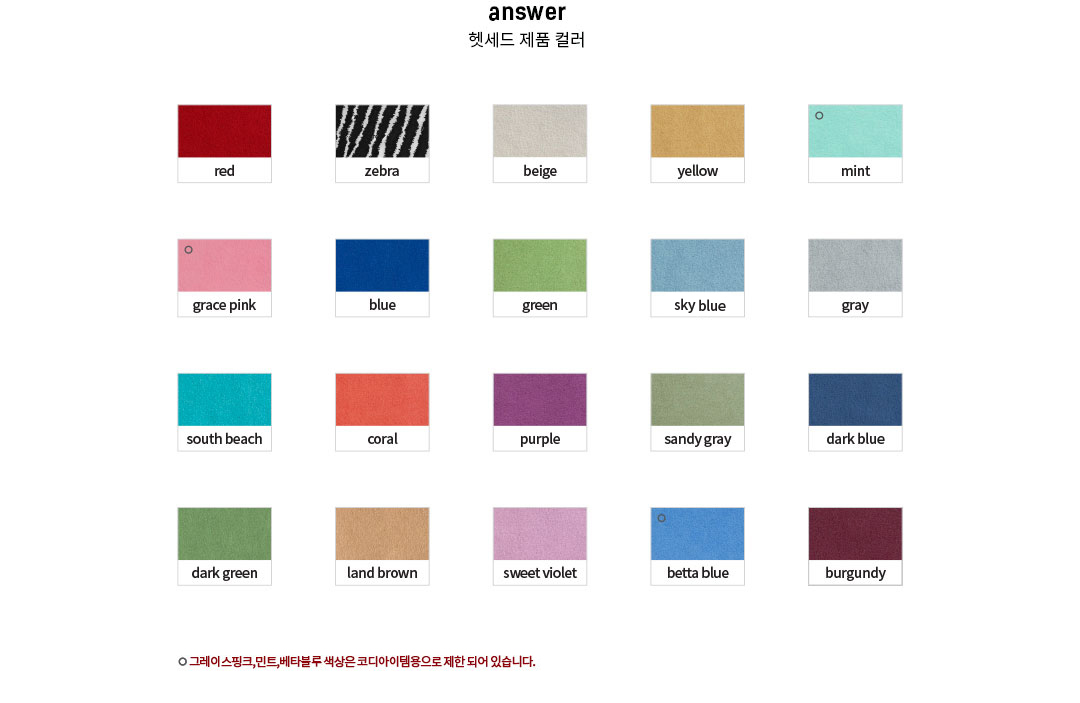 answer
헷세드 제품 컬러
red
zebra
beige
yellow
mint
grace pink
blue
green
sky blue
gray
south beach
coral
purple
sandy gray
dark blue
dark green
land brown
sweet violet
betta blue
burgundy
그레이스핑크,민트,베타블루 색상은 코디아이템용으로 제한 되어 있습니다.